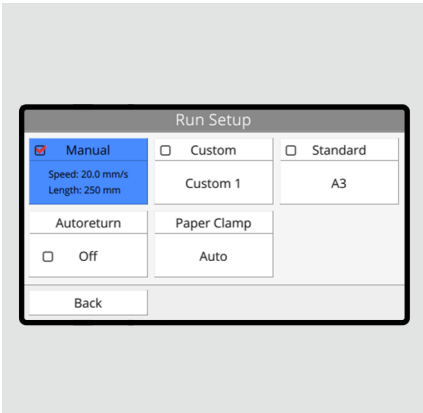 Run Setup
Manual
Custom
Standard
Speed: 20.0 mm/s
Length: 250 mm
Custom 1
A3
Autoreturn
Paper Clamp
Off
Auto
Back